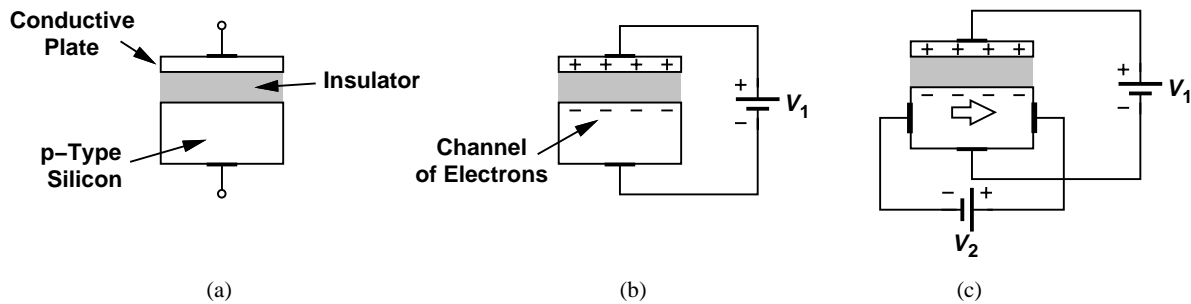 Conductive
Plate
Insulator
p−Type
Silicon
(a)
+ + + +
− − − −
Channel
of Electrons
+
−
V1
(b)
+ + + +
− − − −
+
−
V1
− +
V2
(c)